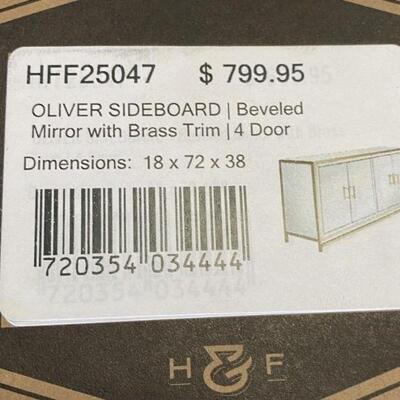 HFF25047 $ 799.95
OLIVER SIDEBOARD | Beveled
Mirror with Brass Trim | 4 Door
Dimensions: 18 x 72 x 38
720354 034444
H & F